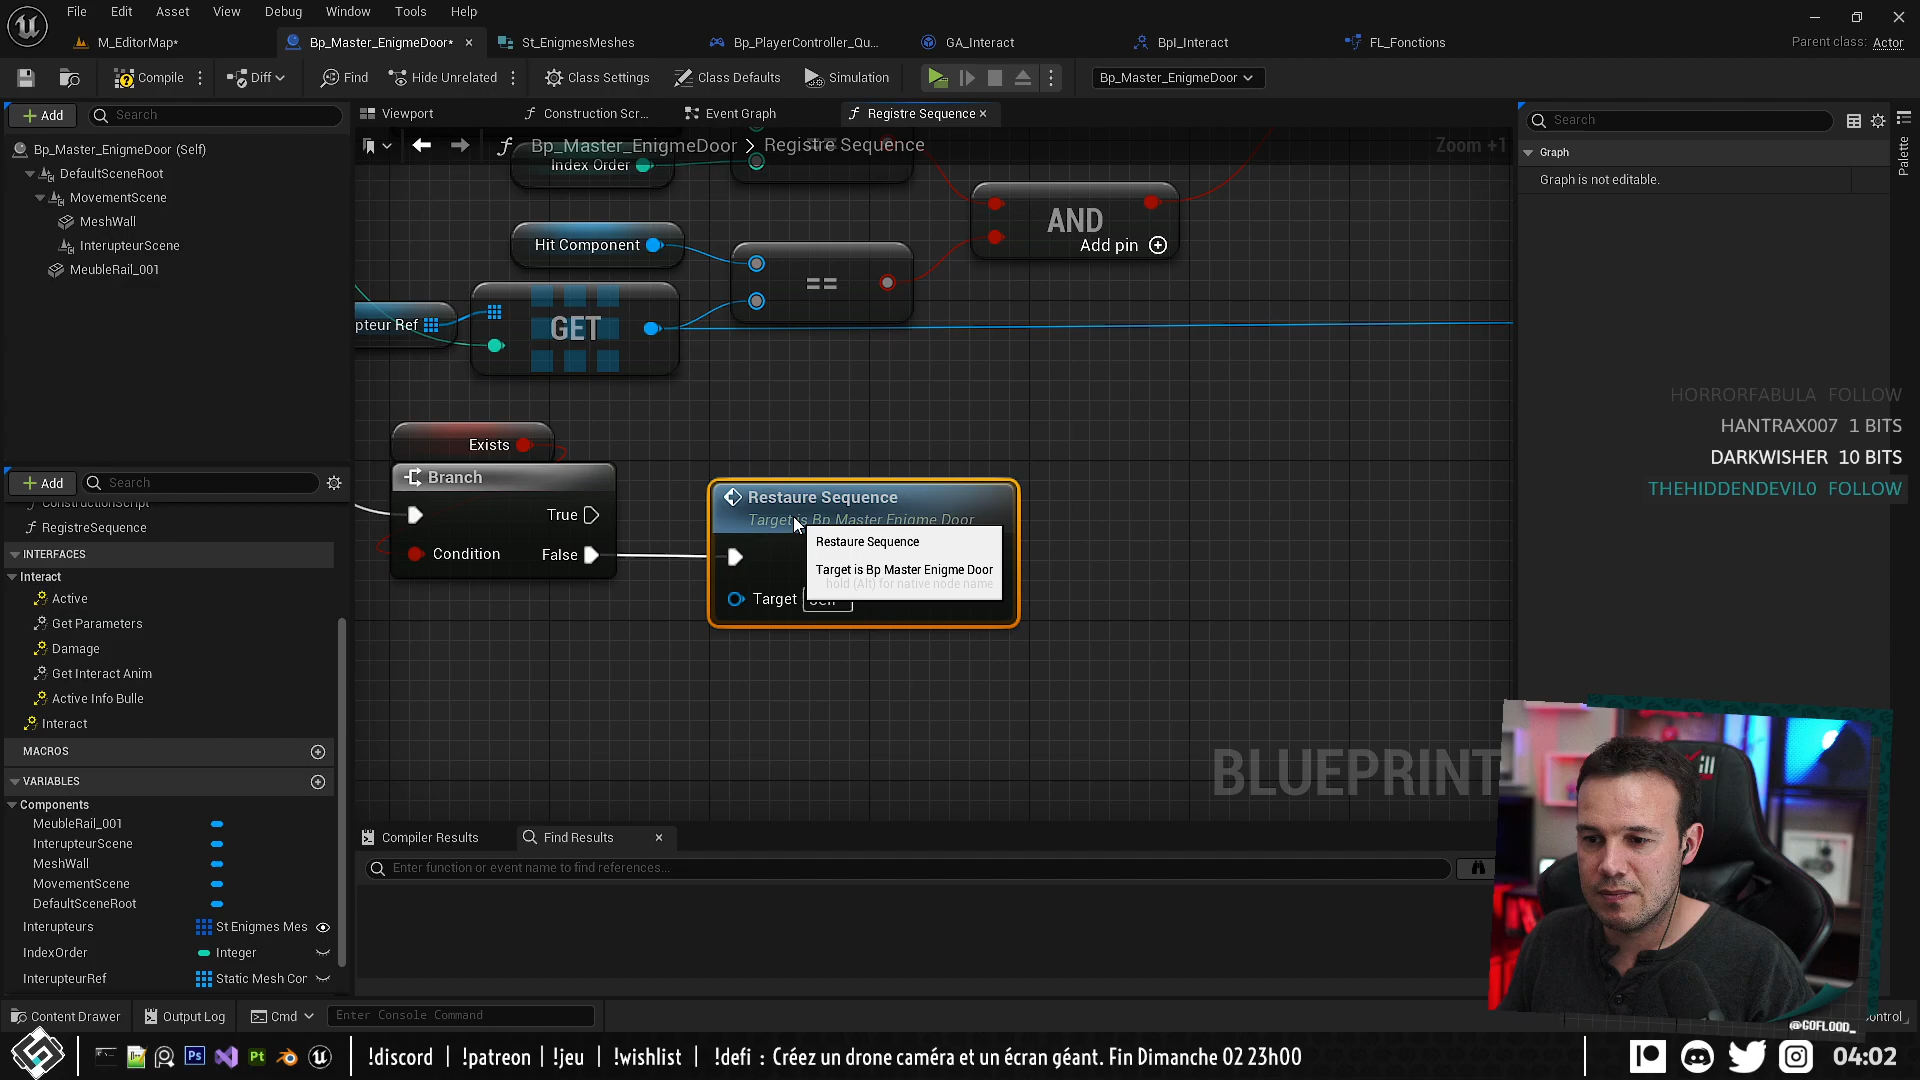 File Edit Asset View Debug Window Tools Help
M_EditorMap*
Bp_Master_EnigmeDoor*
St_EnigmesMeshes
Bp_PlayerController_Qu...
GA_Interact
BpI_Interact
FL_Fonctions
Parent class: Actor
Compile
Diff
Find
Hide Unrelated
Class Settings
Class Defaults
Simulation
Bp_Master_EnigmeDoor
Add
Search
Viewport
Construction Scr...
Event Graph
Registre Sequence
Search
Bp_Master_EnigmeDoor > Registre Sequence
Zoom +1
Palette
Graph
Graph is not editable.
Bp_Master_EnigmeDoor (Self)
DefaultSceneRoot
MovementScene
MeshWall
InterupteurScene
MeubleRail_001
Index Order
==
AND
Add pin
Hit Component
==
pteur Ref
GET
Exists
Branch
True
Condition
False
Restaure Sequence
Target is Bp Master Enigme Door
Target
Restaure Sequence
Target is Bp Master Enigme Door
hold (Alt) for native node name
HORRORFABULA FOLLOW
HANTRAX007 1 BITS
DARKWISHER 10 BITS
THEHIDDENDEVIL0 FOLLOW
Add
Search
ConstructionScript
RegistreSequence
INTERFACES
Interact
Active
Get Parameters
Damage
Get Interact Anim
Active Info Bulle
Interact
MACROS
VARIABLES
Components
MeubleRail_001
InterupteurScene
MeshWall
MovementScene
DefaultSceneRoot
Interupteurs St Enigmes Mes
IndexOrder Integer
InterupteurRef Static Mesh Cor
BLUEPRINT
Compiler Results
Find Results
Enter function or event name to find references...
Content Drawer
Output Log
Cmd
Enter Console Command
@GOFLOOD_
!discord | !patreon | !jeu | !wishlist | !defi : Créez un drone caméra et un écran géant. Fin Dimanche 02 23h00
04:02